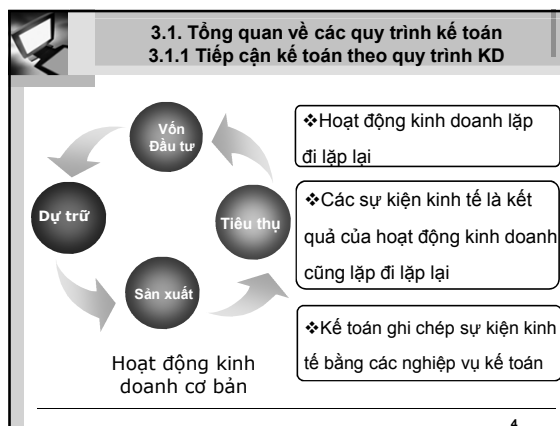 3.1. Tổng quan về các quy trình kế toán
3.1.1 Tiếp cận kế toán theo quy trình KD
Vốn
Đầu tư
Dự trữ
Tiêu thụ
Sản xuất
Hoạt động kinh
doanh cơ bản
❖Hoạt động kinh doanh lặp
đi lặp lại
❖Các sự kiện kinh tế là kết
quả của hoạt động kinh doanh
cũng lặp đi lặp lại
❖Kế toán ghi chép sự kiện kinh
tế bằng các nghiệp vụ kế toán
4